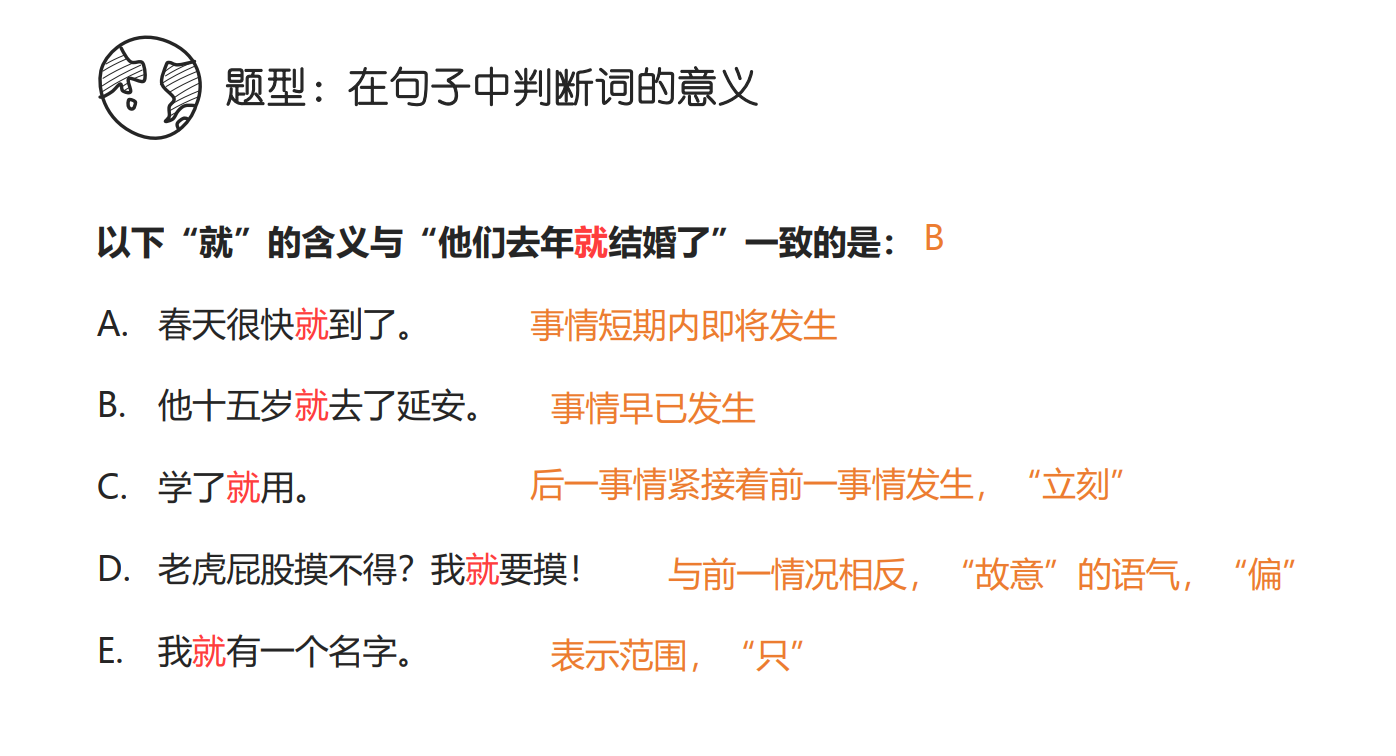 题型：在句子中判断词的意义
以下“就”的含义与“他们去年就结婚了”一致的是： B
A. 春天很快就到了。 事情短期内即将发生
B. 他十五岁就去了延安。 事情早已发生
C. 学了就用。 后一事情紧接着前一事情发生，“立刻”
D. 老虎屁股摸不得？我就要摸！ 与前一情况相反，“故意”的语气，“偏”
E. 我就有一个名字。 表示范围，“只”